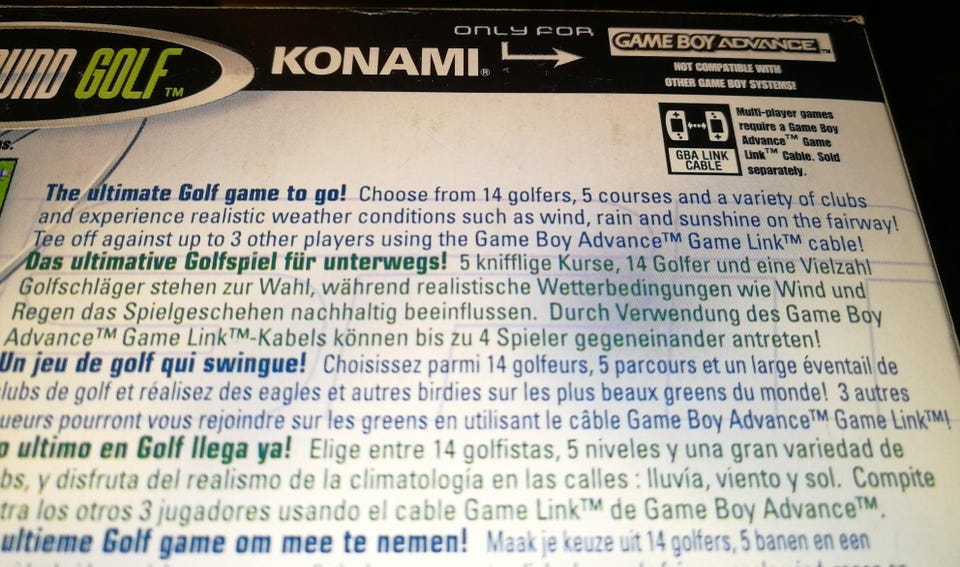 ONLY FOR
GOLF™
KONAMI®
GAME BOY ADVANCE™
NOT COMPATIBLE WITH
OTHER GAME BOY SYSTEMS!
GBA LINK
CABLE
Multi-player games
require a Game Boy
Advance™ Game
Link™ Cable. Sold
separately.
The ultimate Golf game to go! Choose from 14 golfers, 5 courses and a variety of clubs
and experience realistic weather conditions such as wind, rain and sunshine on the fairway!
Tee off against up to 3 other players using the Game Boy Advance™ Game Link™ cable!
Das ultimative Golfspiel für unterwegs! 5 knifflige Kurse, 14 Golfer und eine Vielzahl
Golfschläger stehen zur Wahl, während realistische Wetterbedingungen wie Wind und
Regen das Spielgeschehen nachhaltig beeinflussen. Durch Verwendung des Game Boy
Advance™ Game Link™-Kabels können bis zu 4 Spieler gegeneinander antreten!
Un jeu de golf qui swingue! Choisissez parmi 14 golfeurs, 5 parcours et un large éventail de
clubs de golf et réalisez des eagles et autres birdies sur les plus beaux greens du monde! 3 autres
ueurs pourront vous rejoindre sur les greens en utilisant le câble Game Boy Advance™ Game Link™!
o ultimo en Golf llega ya! Elige entre 14 golfistas, 5 niveles y una gran variedad de
bs, y disfruta del realismo de la climatología en las calles : lluvía, viento y sol. Compite
tra los otros 3 jugadores usando el cable Game Link™ de Game Boy Advance™.
ultieme Golf game om mee te nemen! Maak je keuze uit 14 golfers, 5 banen en een